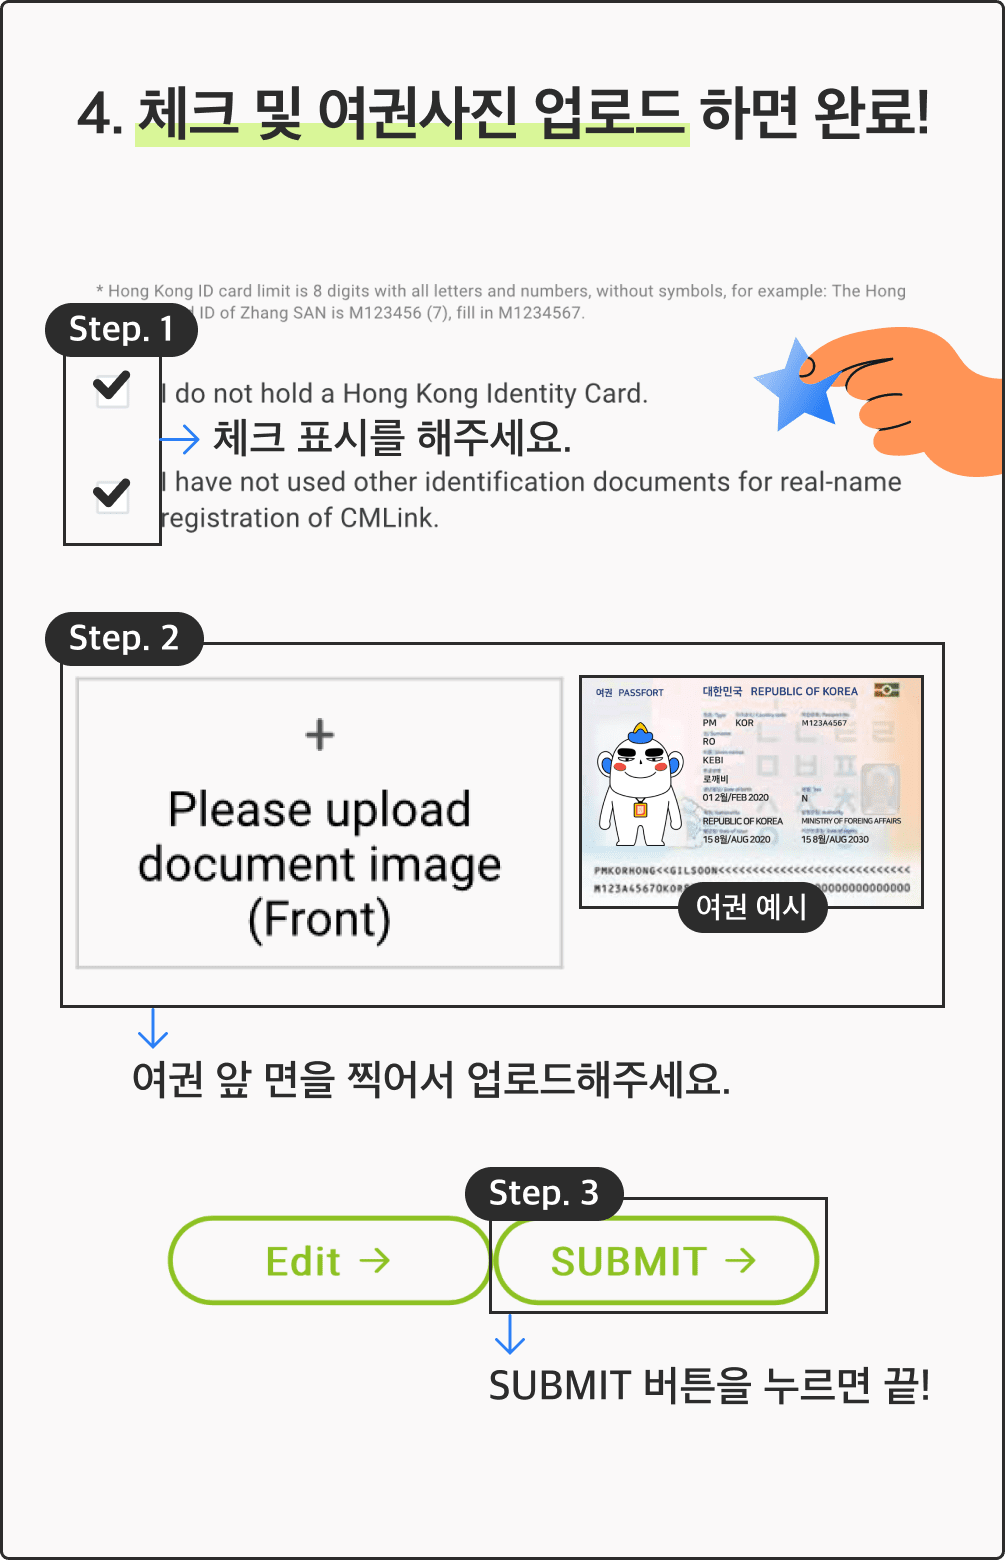 4. 체크 및 여권사진 업로드 하면 완료!
* Hong Kong ID card limit is 8 digits with all letters and numbers, without symbols, for example: The Hong
ID of Zhang SAN is M123456 (7), fill in M1234567.
Step. 1
I do not hold a Hong Kong Identity Card.
체크 표시를 해주세요.
I have not used other identification documents for real-name
registration of CMLink.
Step. 2
+
Please upload
document image
(Front)
여권 PASSFORT 대한민국 REPUBLIC OF KOREA
PM KOR M123A4567
RO
KEBI
로깨비
01 2월/FEB 2020 N
REPUBLIC OF KOREA MINISTRY OF FOREING AFFAIRS
15 8월/AUG 2020 15 8월/AUG 2030
PMKORHONG<<GILSOON<<<<<<<<<<<<<<<<<<<<<<<<<<
여권 예시
여권 앞 면을 찍어서 업로드해주세요.
Step. 3
Edit →
SUBMIT →
SUBMIT 버튼을 누르면 끝!